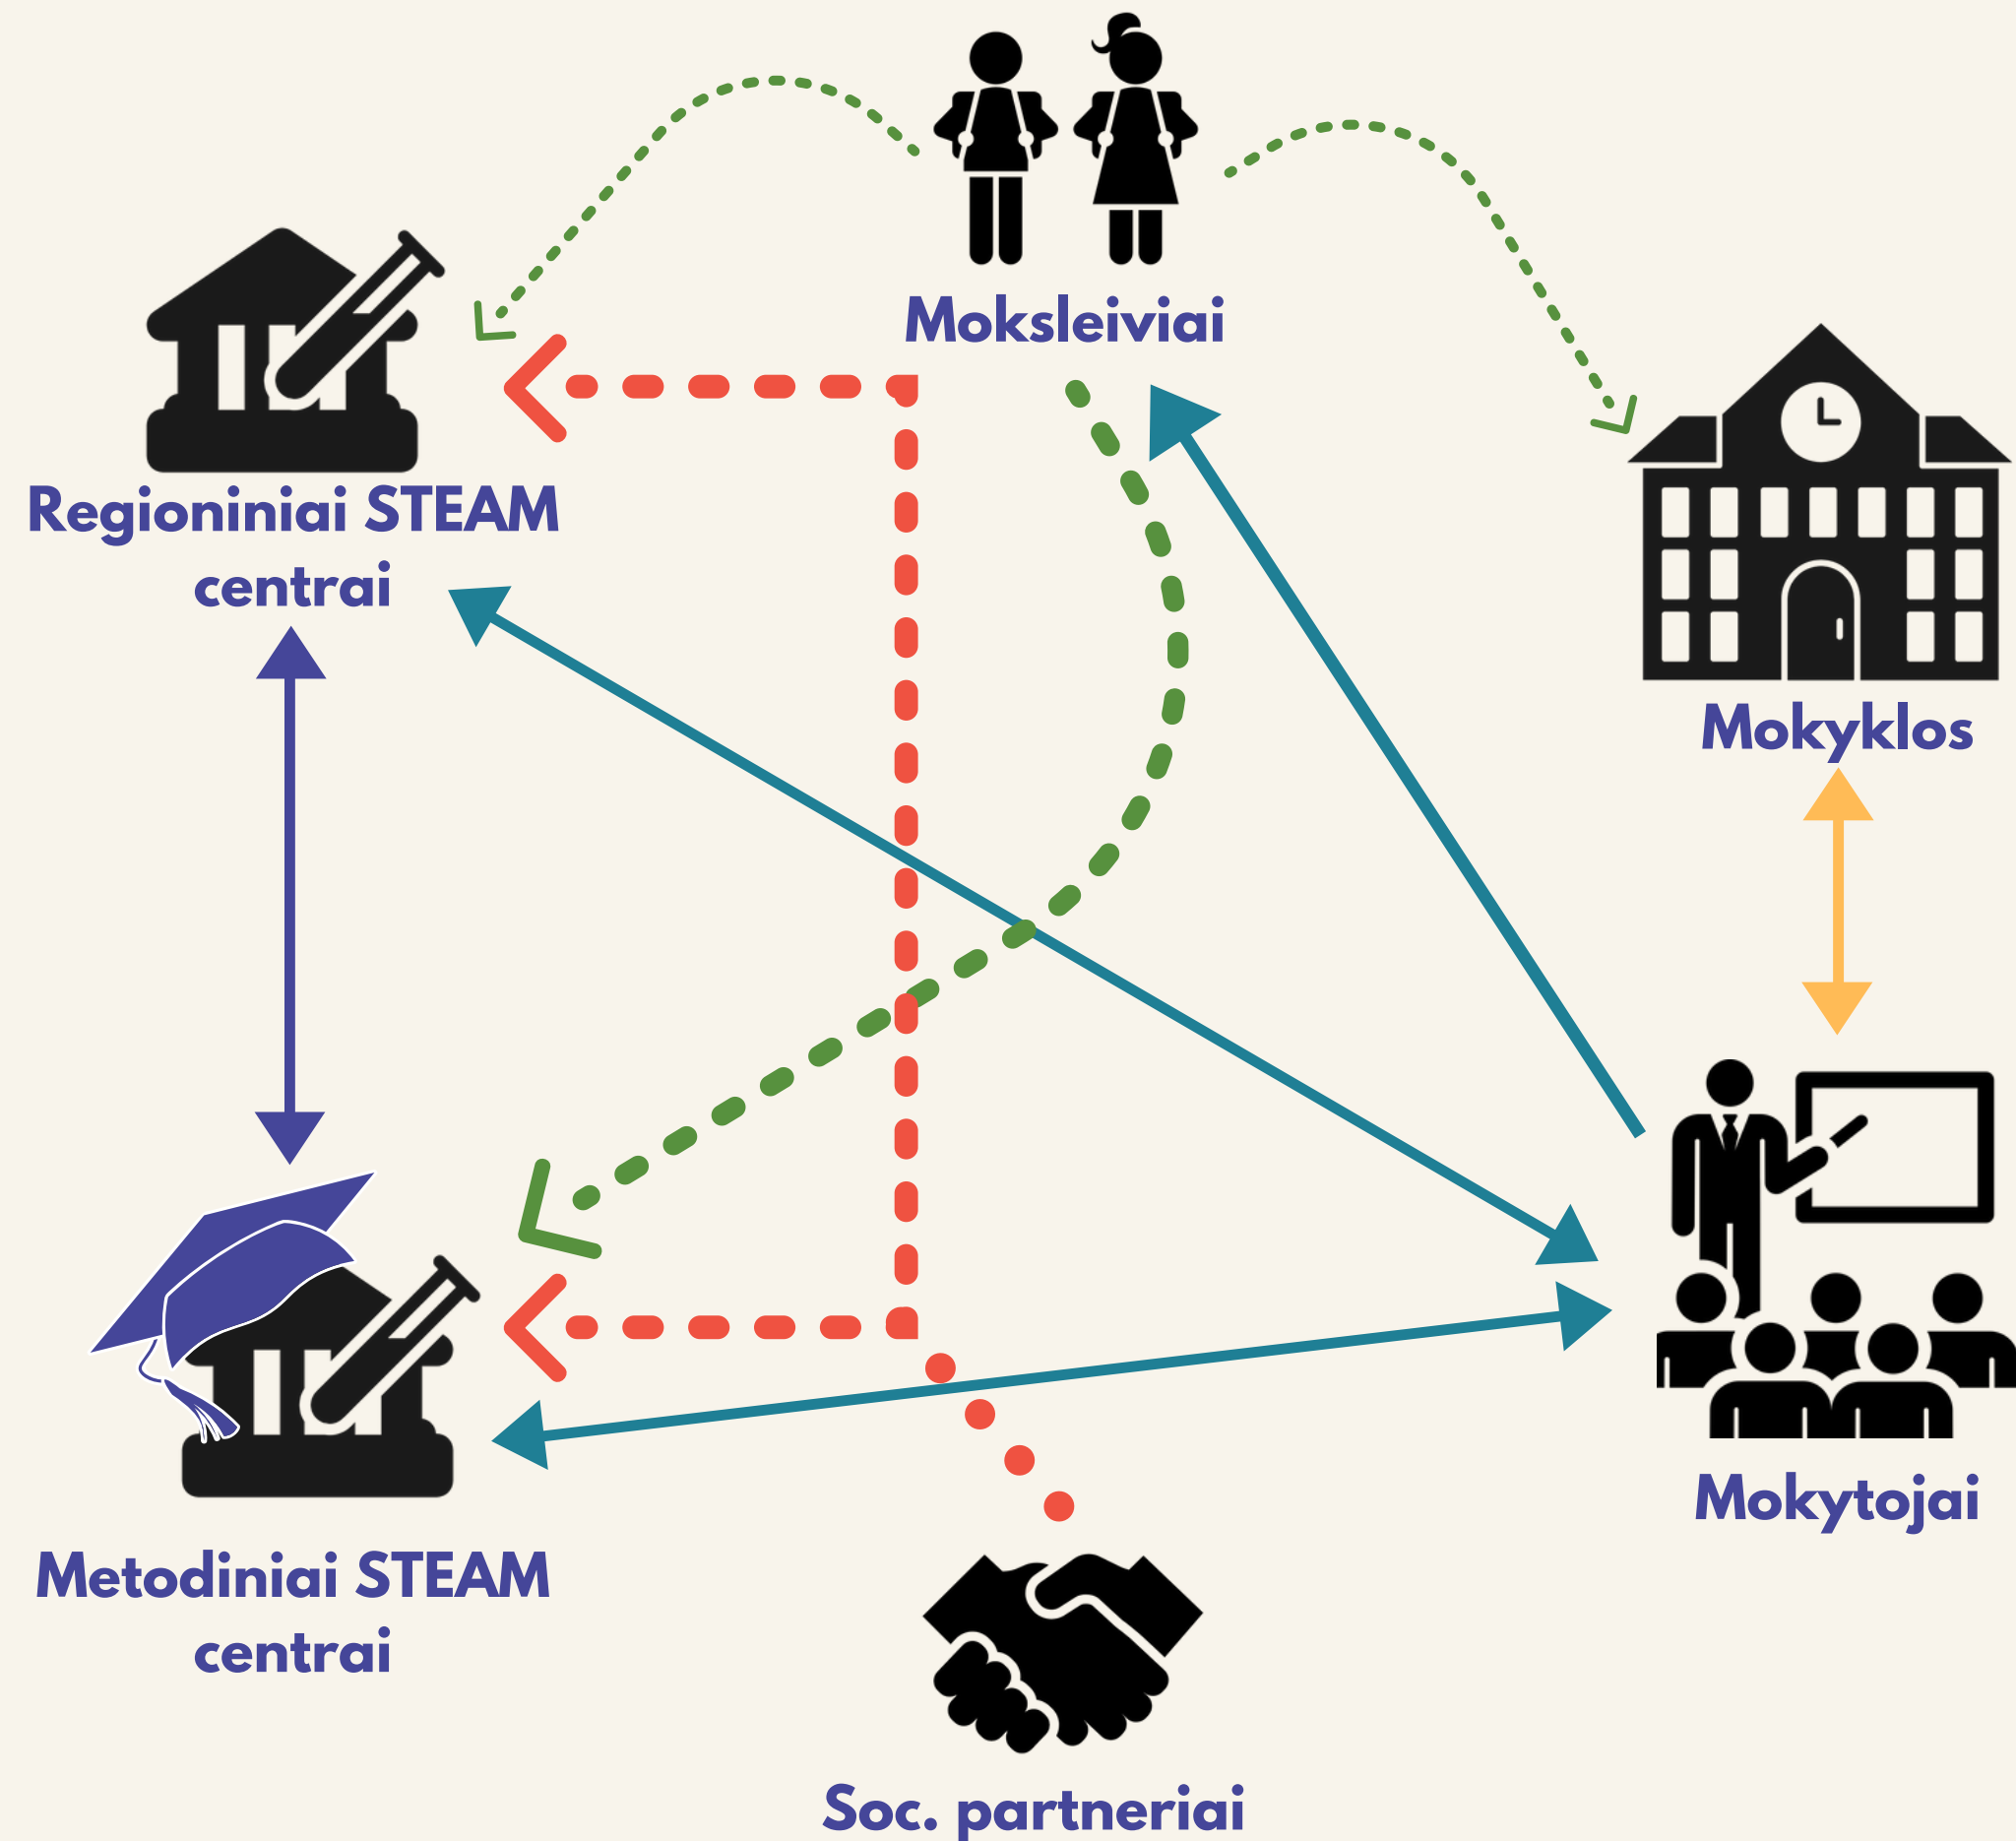 Moksleiviai
Regioniniai STEAM
centrai
Mokyklos
Mokytojai
Metodiniai STEAM
centrai
Soc. partneriai